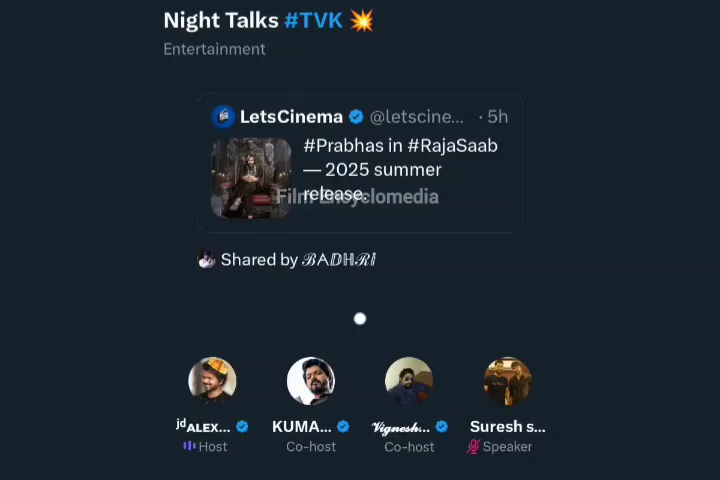 Night Talks #TVK 💥
Entertainment
LetsCinema @letscine... · 5h
#Prabhas in #RajaSaab
— 2025 summer
release.
Film Encyclomedia
Shared by ℬ𝔸𝔻ℍℛ𝕀
ʲᵈᴀʟᴇx... KUMA... 𝓥𝓲𝓰𝓷𝓮𝓼𝓱... Suresh s...
Host Co-host Co-host Speaker